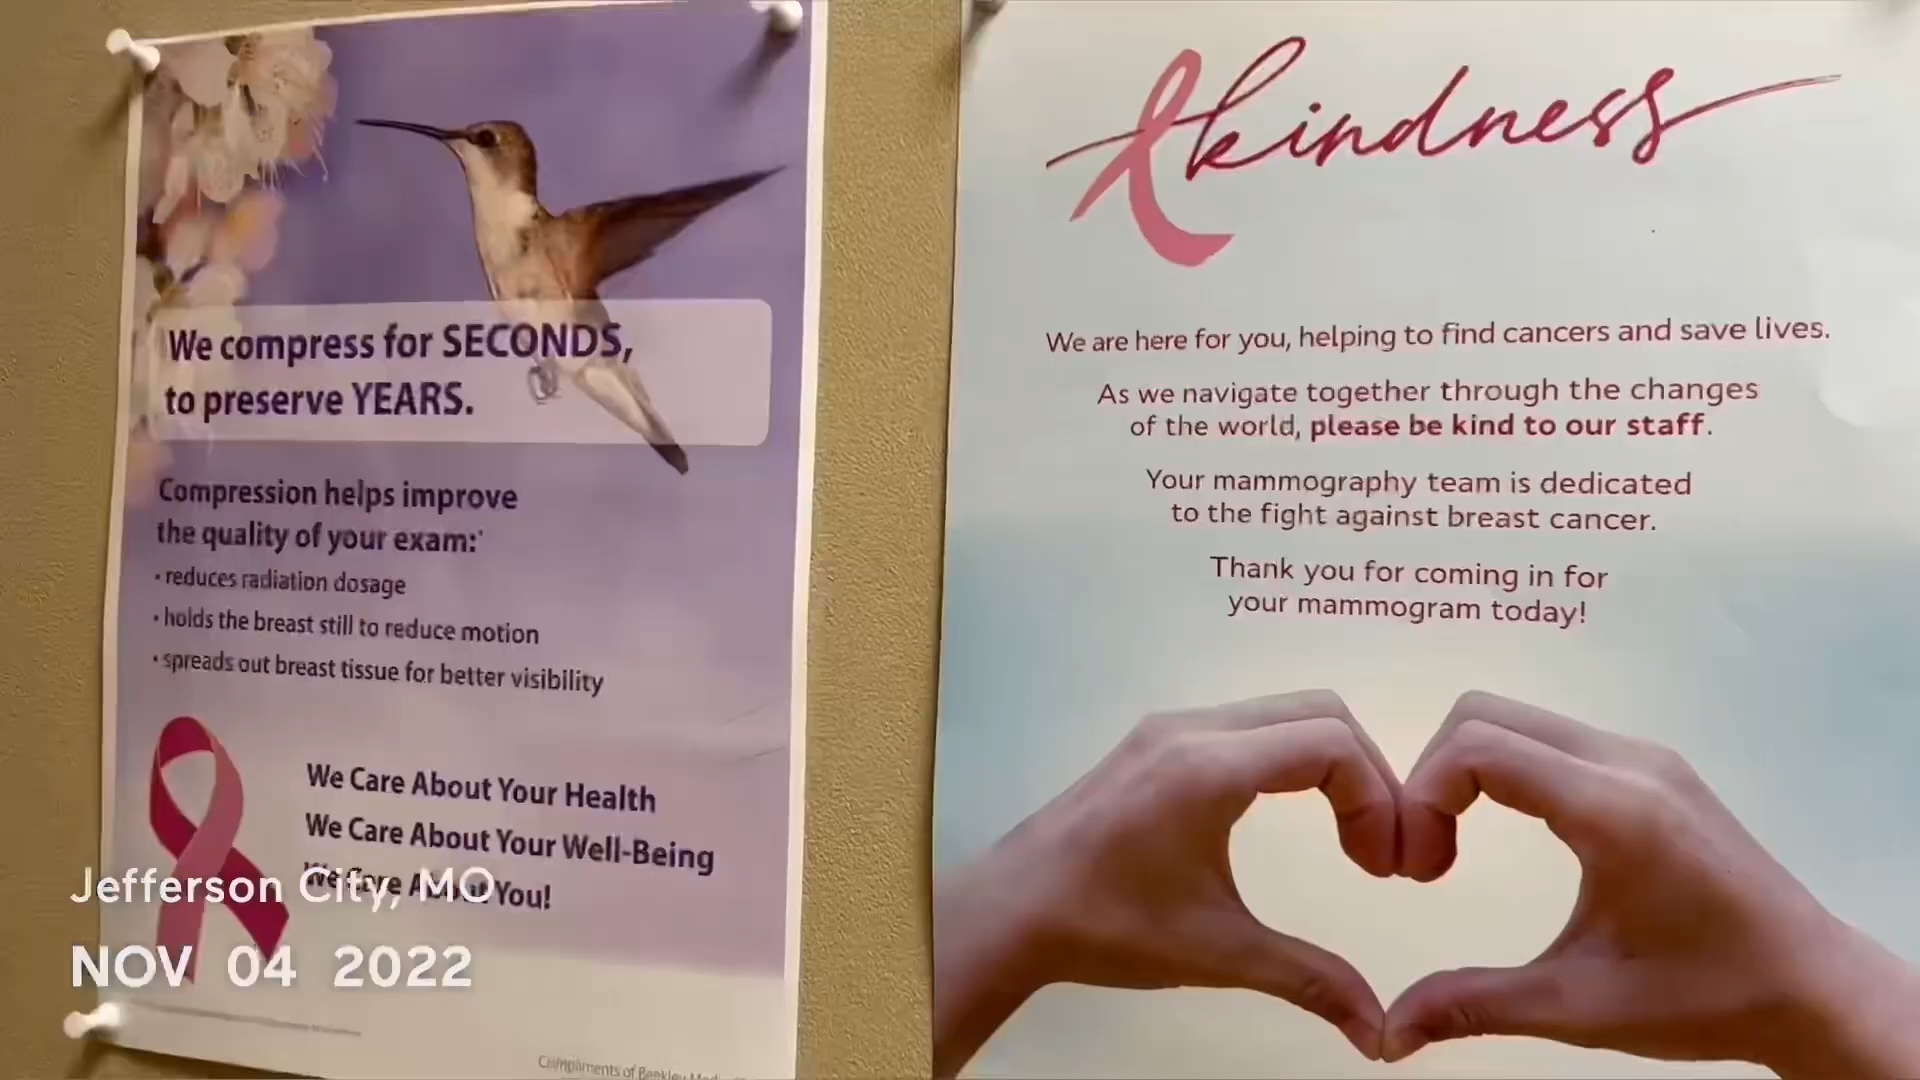 We compress for SECONDS,
to preserve YEARS.
Compression helps improve
the quality of your exam:*
• reduces radiation dosage
• holds the breast still to reduce motion
• spreads out breast tissue for better visibility
We Care About Your Health
We Care About Your Well-Being
We Care About You!
Compliments of Beekley
kindness
We are here for you, helping to find cancers and save lives.
As we navigate together through the changes
of the world, please be kind to our staff.
Your mammography team is dedicated
to the fight against breast cancer.
Thank you for coming in for
your mammogram today!
Jefferson City, MO
NOV 04 2022